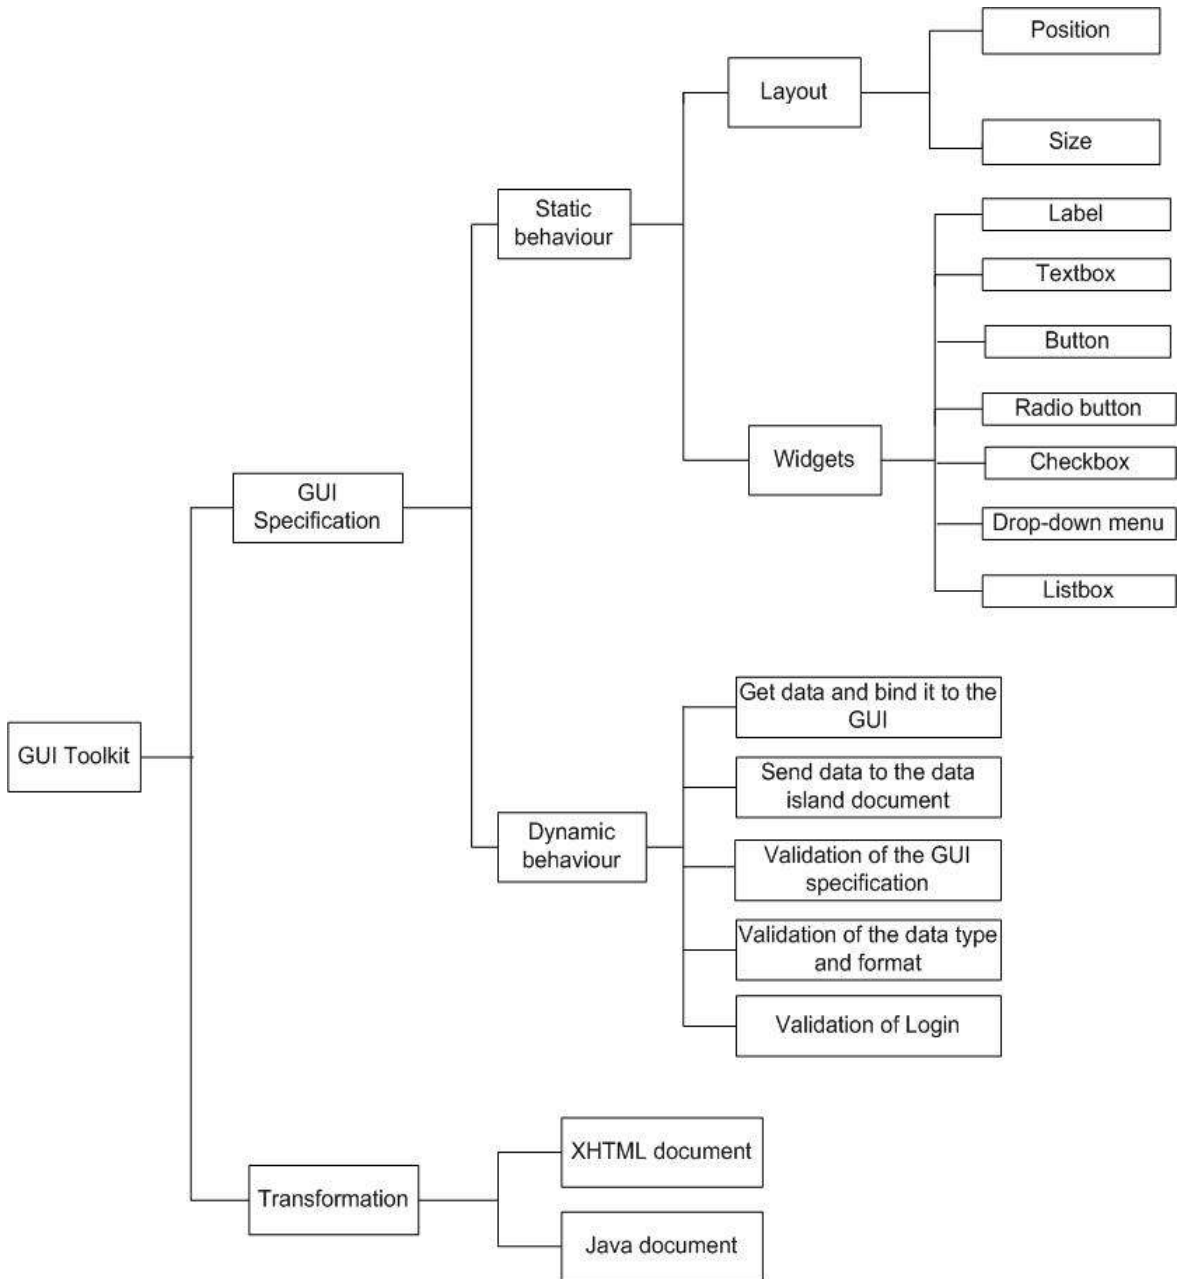 Position
Layout
Size
Static
behaviour
Label
Textbox
Button
Radio button
Widgets
Checkbox
GUI
Specification
Drop-down menu
Listbox
Get data and bind it to the
GUI
GUI Toolkit
Send data to the data
island document
Dynamic
behaviour
Validation of the GUI
specification
Validation of the data type
and format
Validation of Login
XHTML document
Transformation
Java document